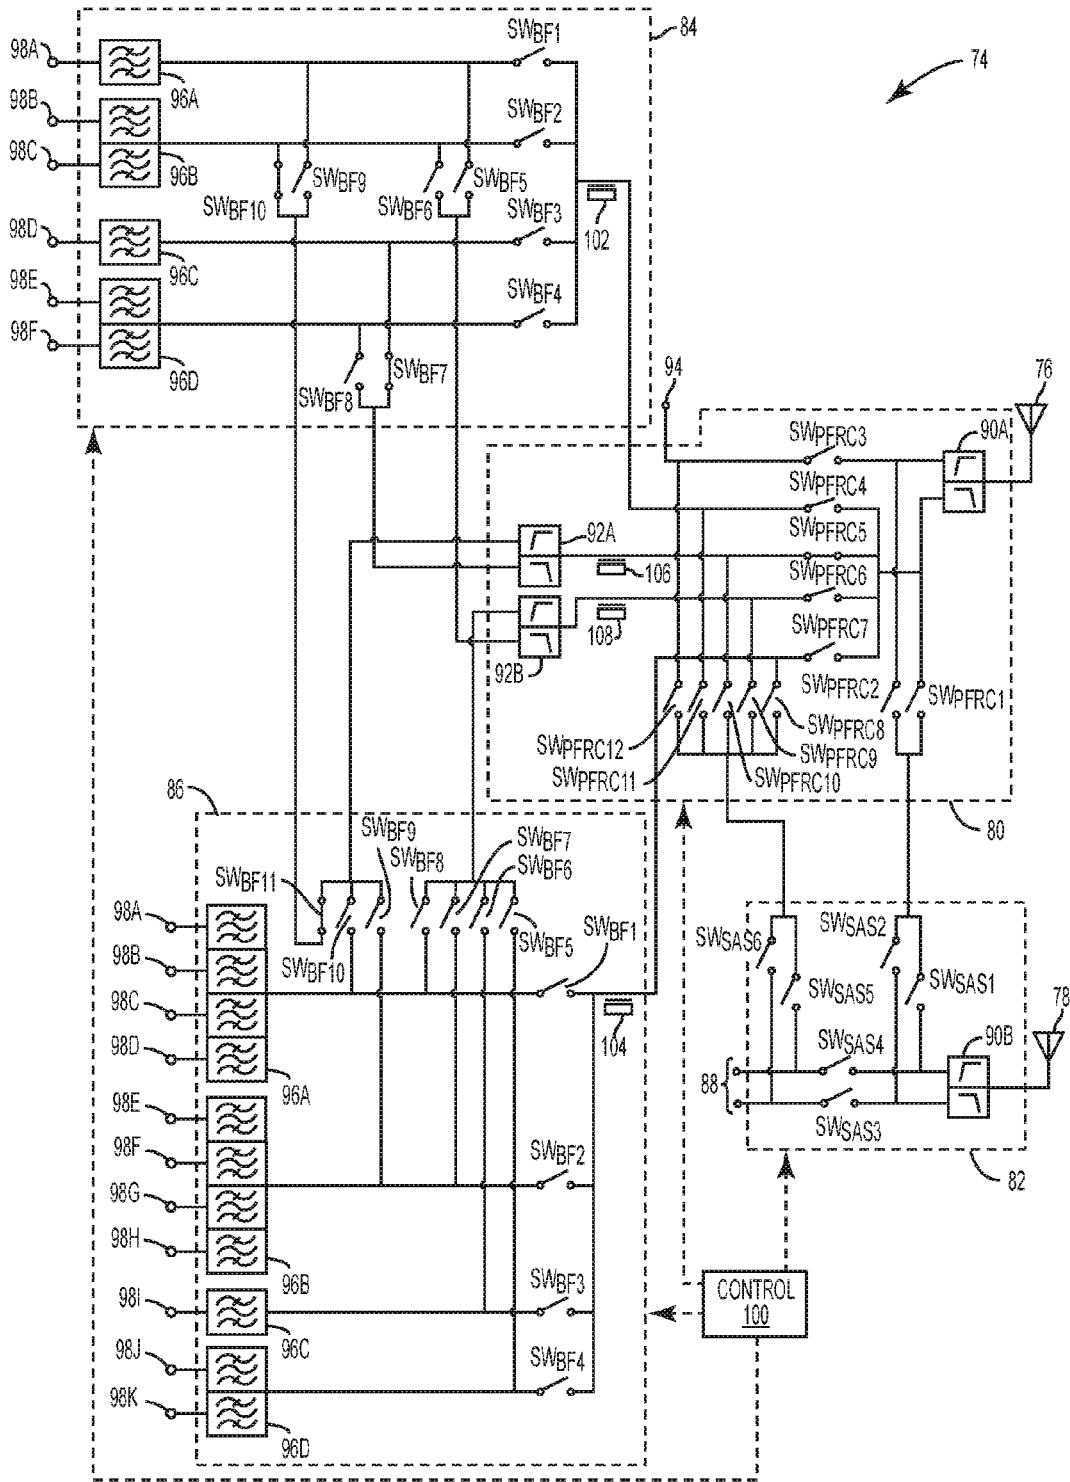 84
74
98A
96A
98B
98C
96B
SWBF1
SWBF2
SWBF9
SWBF10
SWBF5
SWBF6
102
98D
96C
SWBF3
98E
98F
96D
SWBF4
SWBF7
SWBF8
94
76
90A
SWPFRC3
SWPFRC4
92A
SWPFRC5
106
SWPFRC6
108
SWPFRC7
92B
SWPFRC2
SWPFRC1
SWPFRC8
SWPFRC12
SWPFRC9
SWPFRC11
SWPFRC10
80
86
SWBF9
SWBF7
SWBF8
SWBF6
SWBF11
SWBF1
SWBF5
SWBF10
98A
98B
98C
98D
96A
104
SWSAS6
SWSAS2
SWSAS5
SWSAS1
78
90B
SWSAS4
88
SWSAS3
82
98E
98F
98G
98H
96B
SWBF2
98I
96C
SWBF3
98J
98K
96D
SWBF4
CONTROL
100